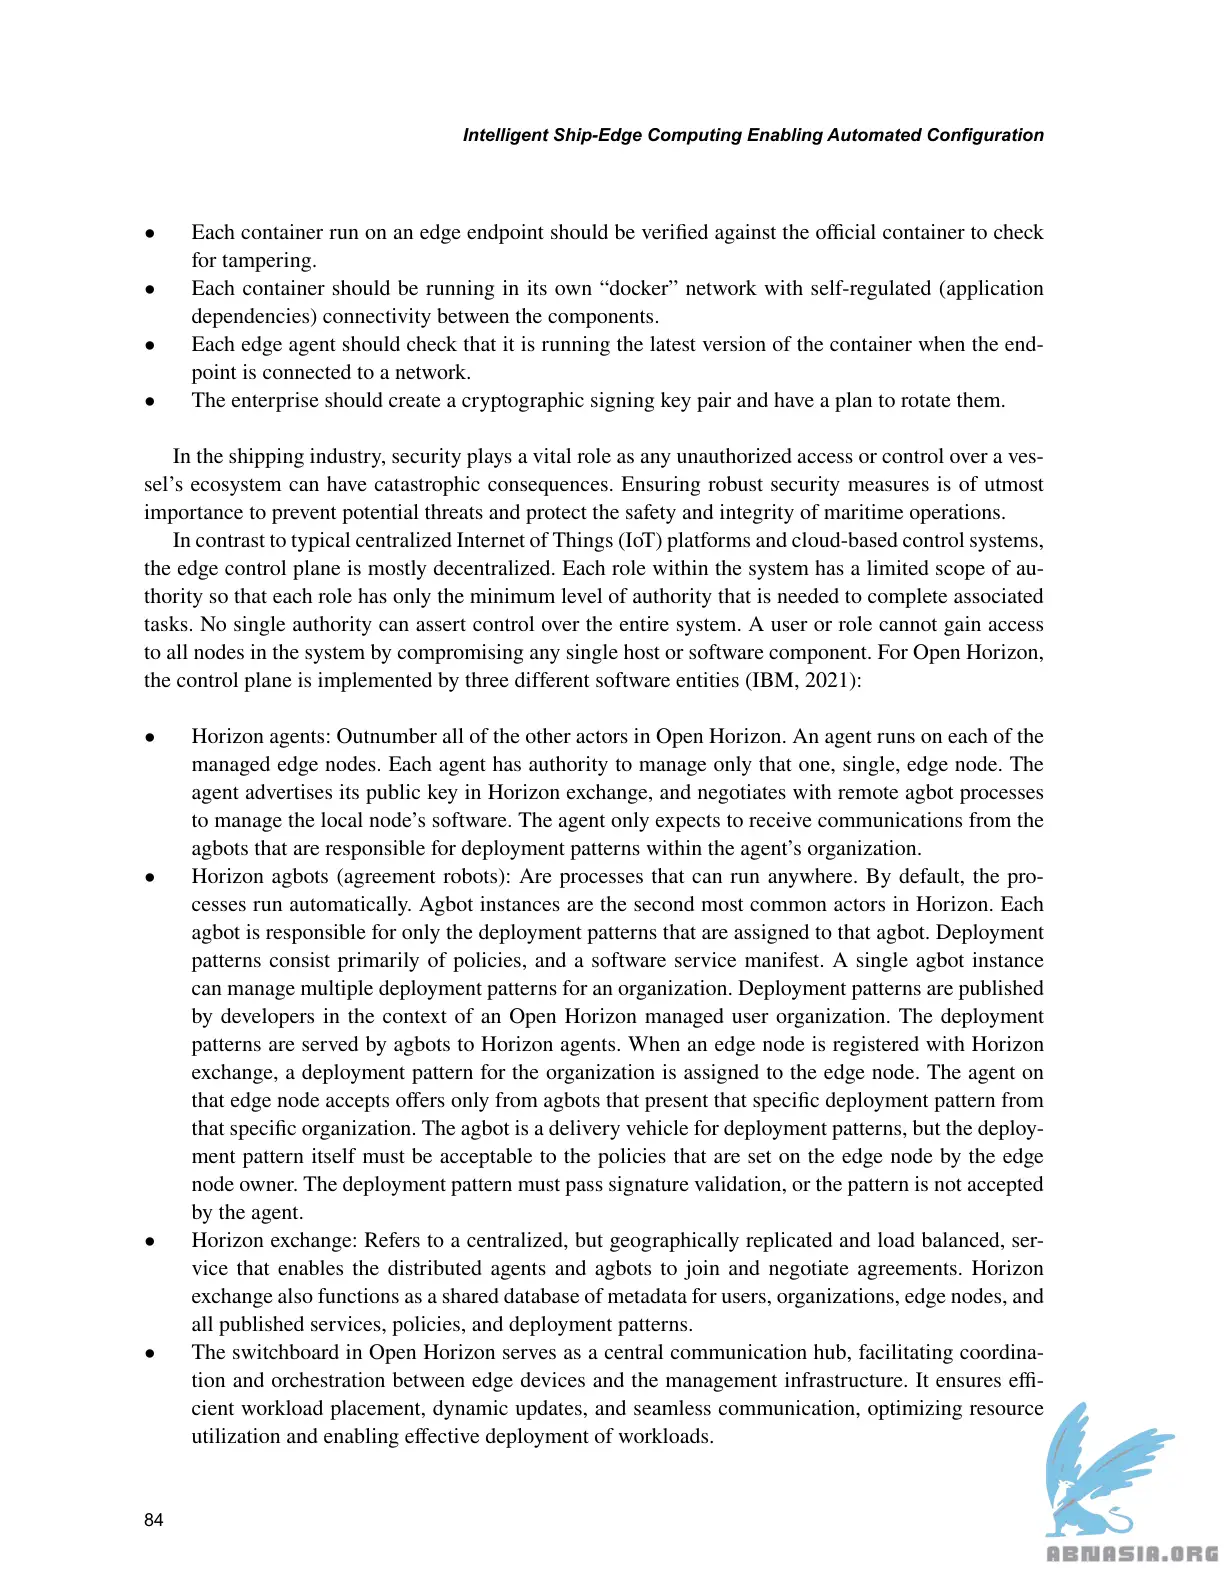 Intelligent Ship-Edge Computing Enabling Automated Configuration
● Each container run on an edge endpoint should be verified against the official container to check
for tampering.
● Each container should be running in its own “docker” network with self-regulated (application
dependencies) connectivity between the components.
● Each edge agent should check that it is running the latest version of the container when the end-
point is connected to a network.
● The enterprise should create a cryptographic signing key pair and have a plan to rotate them.
In the shipping industry, security plays a vital role as any unauthorized access or control over a ves-
sel’s ecosystem can have catastrophic consequences. Ensuring robust security measures is of utmost
importance to prevent potential threats and protect the safety and integrity of maritime operations.
In contrast to typical centralized Internet of Things (IoT) platforms and cloud-based control systems,
the edge control plane is mostly decentralized. Each role within the system has a limited scope of au-
thority so that each role has only the minimum level of authority that is needed to complete associated
tasks. No single authority can assert control over the entire system. A user or role cannot gain access
to all nodes in the system by compromising any single host or software component. For Open Horizon,
the control plane is implemented by three different software entities (IBM, 2021):
● Horizon agents: Outnumber all of the other actors in Open Horizon. An agent runs on each of the
managed edge nodes. Each agent has authority to manage only that one, single, edge node. The
agent advertises its public key in Horizon exchange, and negotiates with remote agbot processes
to manage the local node’s software. The agent only expects to receive communications from the
agbots that are responsible for deployment patterns within the agent’s organization.
● Horizon agbots (agreement robots): Are processes that can run anywhere. By default, the pro-
cesses run automatically. Agbot instances are the second most common actors in Horizon. Each
agbot is responsible for only the deployment patterns that are assigned to that agbot. Deployment
patterns consist primarily of policies, and a software service manifest. A single agbot instance
can manage multiple deployment patterns for an organization. Deployment patterns are published
by developers in the context of an Open Horizon managed user organization. The deployment
patterns are served by agbots to Horizon agents. When an edge node is registered with Horizon
exchange, a deployment pattern for the organization is assigned to the edge node. The agent on
that edge node accepts offers only from agbots that present that specific deployment pattern from
that specific organization. The agbot is a delivery vehicle for deployment patterns, but the deploy-
ment pattern itself must be acceptable to the policies that are set on the edge node by the edge
node owner. The deployment pattern must pass signature validation, or the pattern is not accepted
by the agent.
● Horizon exchange: Refers to a centralized, but geographically replicated and load balanced, ser-
vice that enables the distributed agents and agbots to join and negotiate agreements. Horizon
exchange also functions as a shared database of metadata for users, organizations, edge nodes, and
all published services, policies, and deployment patterns.
● The switchboard in Open Horizon serves as a central communication hub, facilitating coordina-
tion and orchestration between edge devices and the management infrastructure. It ensures effi-
cient workload placement, dynamic updates, and seamless communication, optimizing resource
utilization and enabling effective deployment of workloads.
84
ABNASIA.ORG